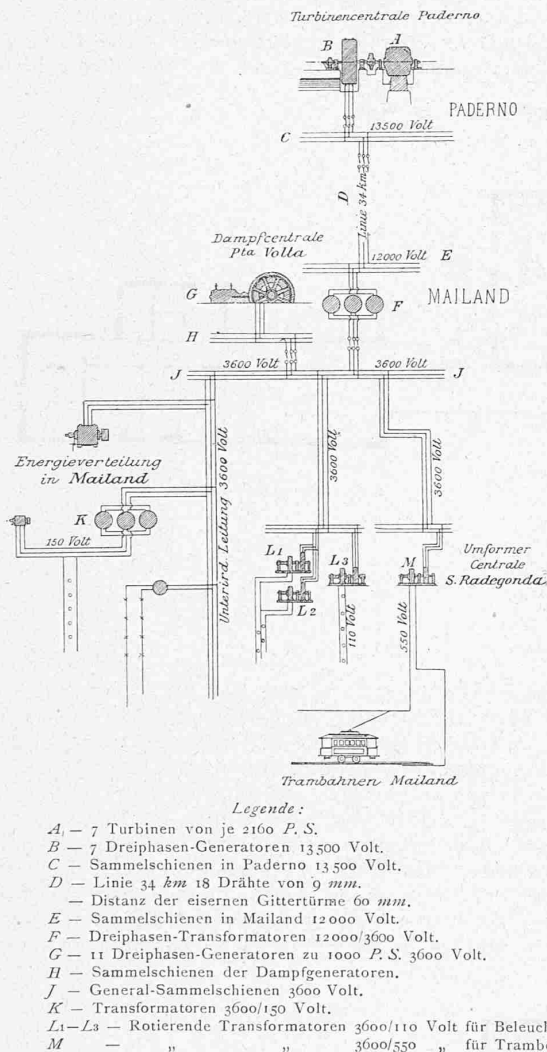 Turbinencentrale Paderno
B
A
PADERNO
13500 Volt
C
D
Linie 34 km
Dampfcentrale
Pta Volta
12000 Volt
E
G
F
MAILAND
H
3600 Volt
3600 Volt
J
J
Energieverteilung
in Mailand
3600 Volt
3600 Volt
Unterird. Leitung 3600 Volt
K
150 Volt
L1
L3
M
L2
Umformer
Centrale
S. Radegonda
110 Volt
550 Volt
Trambahnen Mailand
Legende:
A, — 7 Turbinen von je 2160 P. S.
B — 7 Dreiphasen-Generatoren 13500 Volt.
C — Sammelschienen in Paderno 13500 Volt.
D — Linie 34 km 18 Drähte von 9 mm.
— Distanz der eisernen Gittertürme 60 mm.
E — Sammelschienen in Mailand 12000 Volt.
F — Dreiphasen-Transformatoren 12000/3600 Volt.
G — 11 Dreiphasen-Generatoren zu 1000 P. S. 3600 Volt.
H — Sammelschienen der Dampfgeneratoren.
J — General-Sammelschienen 3600 Volt.
K — Transformatoren 3600/150 Volt.
L1—L3 — Rotierende Transformatoren 3600/110 Volt für Beleuc
M — „ „ 3600/550 „ für Trambe